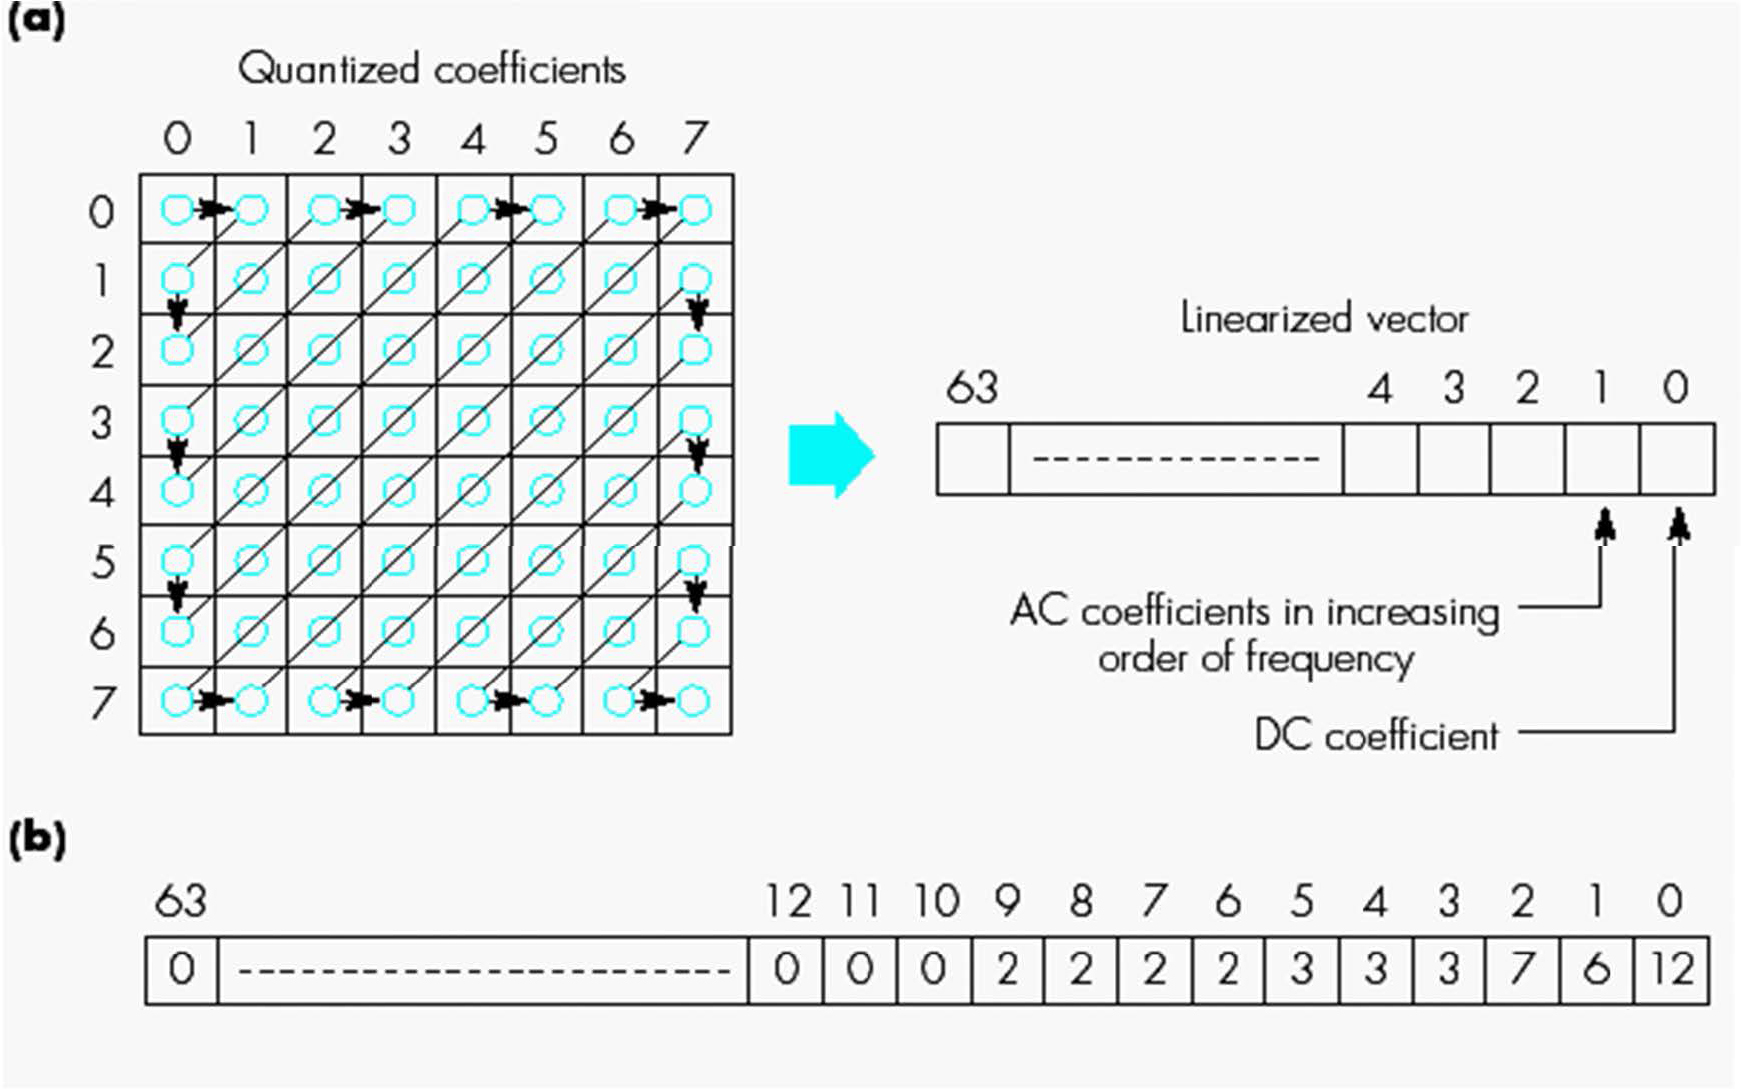 (a)
Quantized coefficients
0 1 2 3 4 5 6 7
0
1
2
3
4
5
6
7
Linearized vector
63 4 3 2 1 0
AC coefficients in increasing
order of frequency
DC coefficient
(b)
63 12 11 10 9 8 7 6 5 4 3 2 1 0
0 0 0 0 2 2 2 2 3 3 3 7 6 12